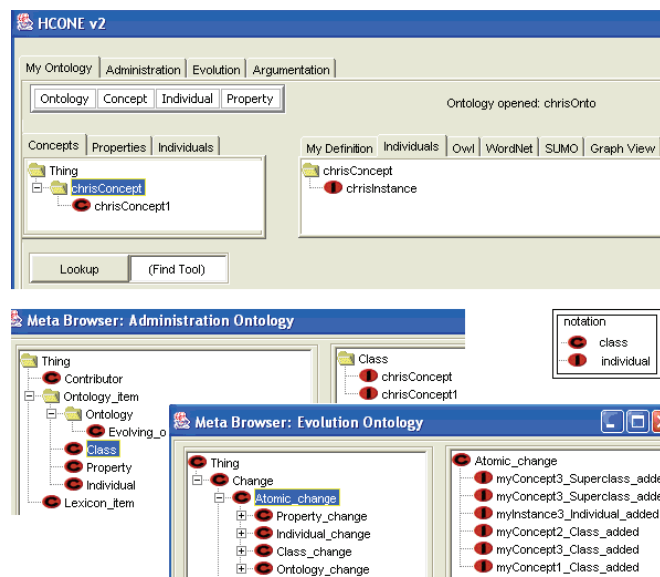 HCONE v2
My Ontology Administration Evolution Argumentation
Ontology Concept Individual Property
Ontology opened: chrisOnto
Concepts Properties Individuals
My Definition Individuals Owl WordNet SUMO Graph View
Thing
chrisConcept
chrisConcept1
chrisConcept
chrisInstance
Lookup (Find Tool)
Meta Browser: Administration Ontology
Thing
Contributor
Ontology_item
Ontology
Evolving_o
Class
Property
Individual
Lexicon_item
Class
chrisConcept
chrisConcept1
notation
class
individual
Meta Browser: Evolution Ontology
Thing
Change
Atomic_change
Property_change
Individual_change
Class_change
Ontology_change
Atomic_change
myConcept3_Superclass_adde
myConcept3_Superclass_adde
myInstance3_Individual_added
myConcept2_Class_added
myConcept3_Class_added
myConcept1_Class_added